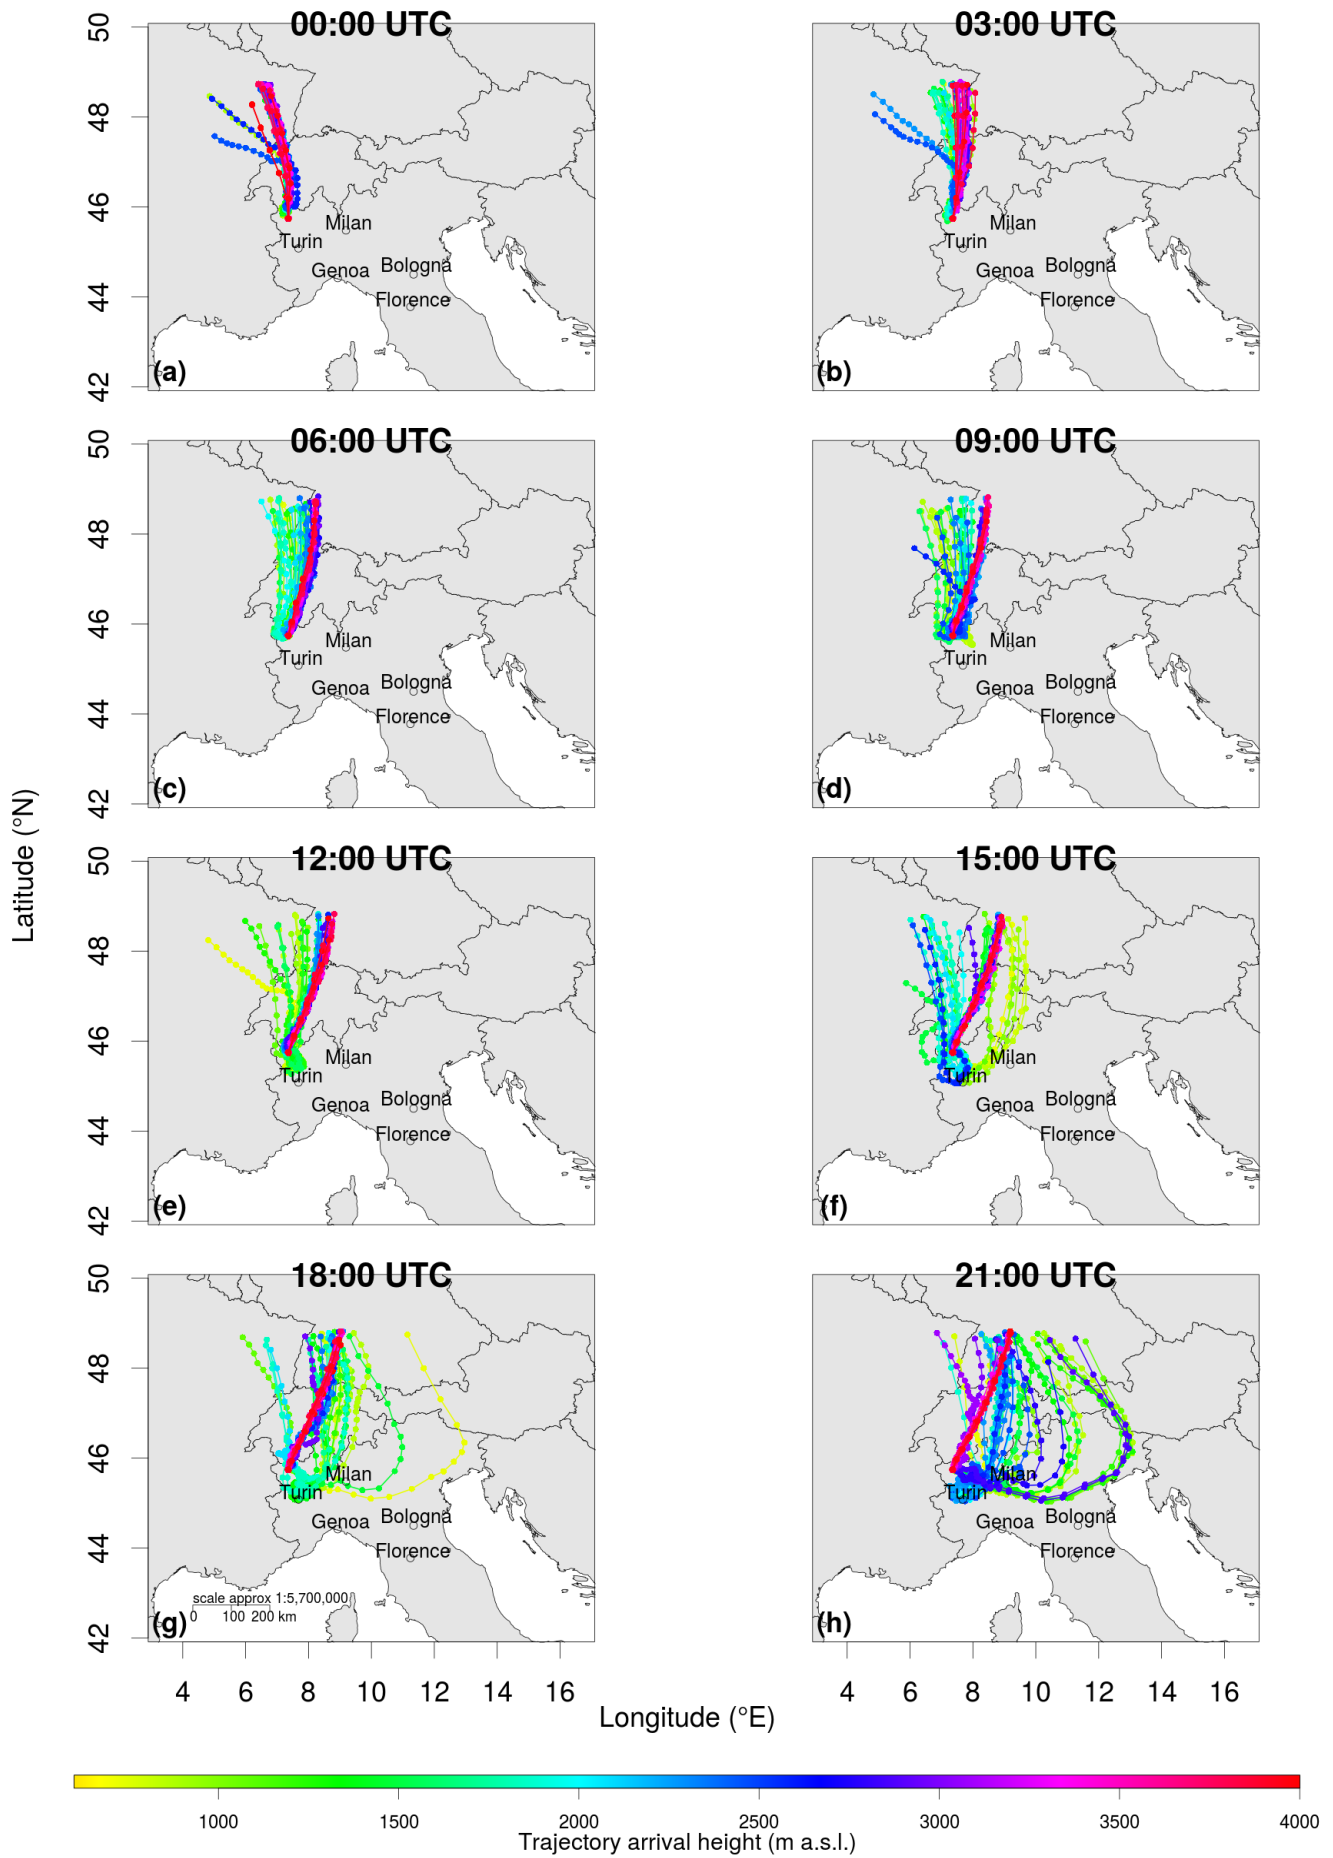 00:00 UTC
03:00 UTC
50
48
46
44
42
Milan
Turin
Genoa
Bologna
Florence
(a)
Milan
Turin
Genoa
Bologna
Florence
(b)
06:00 UTC
09:00 UTC
50
48
46
44
42
Milan
Turin
Genoa
Bologna
Florence
(c)
Milan
Turin
Genoa
Bologna
Florence
(d)
Latitude (°N)
12:00 UTC
15:00 UTC
50
48
46
44
42
Milan
Turin
Genoa
Bologna
Florence
(e)
Milan
Turin
Genoa
Bologna
Florence
(f)
18:00 UTC
21:00 UTC
50
48
46
44
42
Milan
Turin
Genoa
Bologna
Florence
scale approx 1:5,700,000
0 100 200 km
(g)
Milan
Turin
Genoa
Bologna
Florence
(h)
4 6 8 10 12 14 16
4 6 8 10 12 14 16
Longitude (°E)
1000 1500 2000 2500 3000 3500 4000
Trajectory arrival height (m a.s.l.)